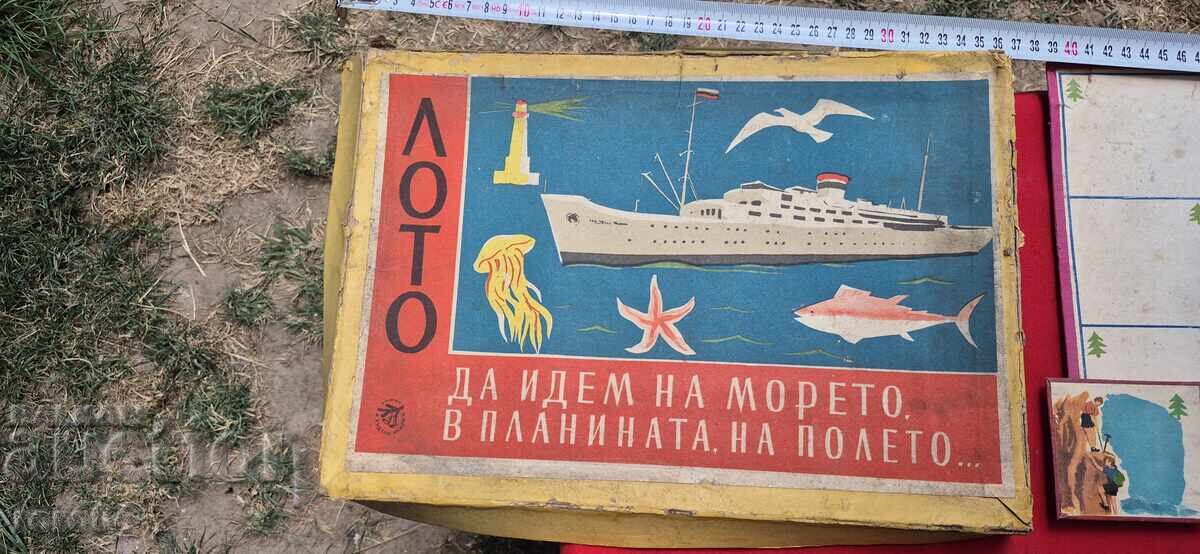 ЛОТО
ДА ИДЕМ НА МОРЕТО,
В ПЛАНИНАТА, НА ПОЛЕТО...